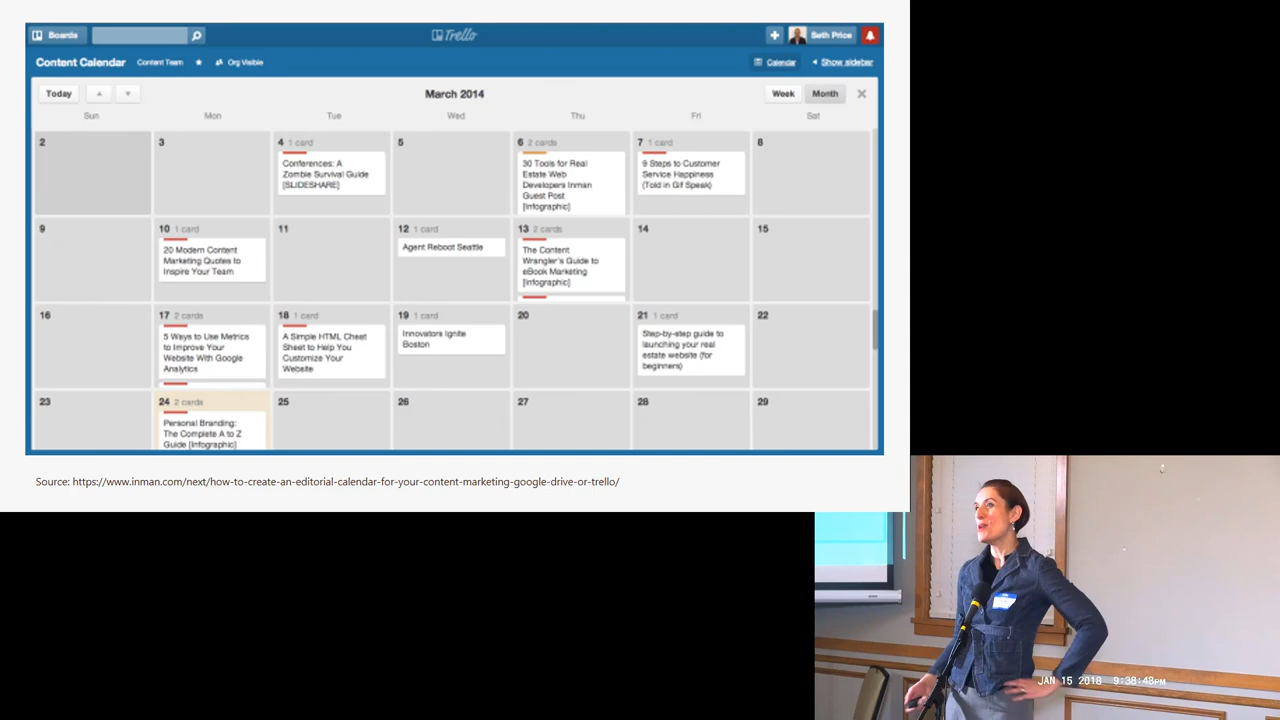 Boards
Trello
Seth Price
Content Calendar
Content Team
Org Visible
Calendar
Show sidebar
Today
March 2014
Week
Month
Sun
Mon
Tue
Wed
Thu
Fri
Sat
2
3
4 1 card
Conferences: A
Zombie Survival Guide
[SLIDESHARE]
5
6 2 cards
30 Tools for Real
Estate Web
Developers Inman
Guest Post
[Infographic]
7 1 card
9 Steps to Customer
Service Happiness
(Told in Gif Speak)
8
9
10 1 card
20 Modern Content
Marketing Quotes to
Inspire Your Team
11
12 1 card
Agent Reboot Seattle
13 2 cards
The Content
Wrangler's Guide to
eBook Marketing
[Infographic]
14
15
16
17 2 cards
5 Ways to Use Metrics
to Improve Your
Website With Google
Analytics
18 1 card
A Simple HTML Cheat
Sheet to Help You
Customize Your
Website
19 1 card
Innovators Ignite
Boston
20
21 1 card
Step-by-step guide to
launching your real
estate website (for
beginners)
22
23
24 2 cards
Personal Branding:
The Complete A to Z
Guide [Infographic]
25
26
27
28
29
Source: https://www.inman.com/next/how-to-create-an-editorial-calendar-for-your-content-marketing-google-drive-or-trello/
JAN 15 2018 9:38:48PM